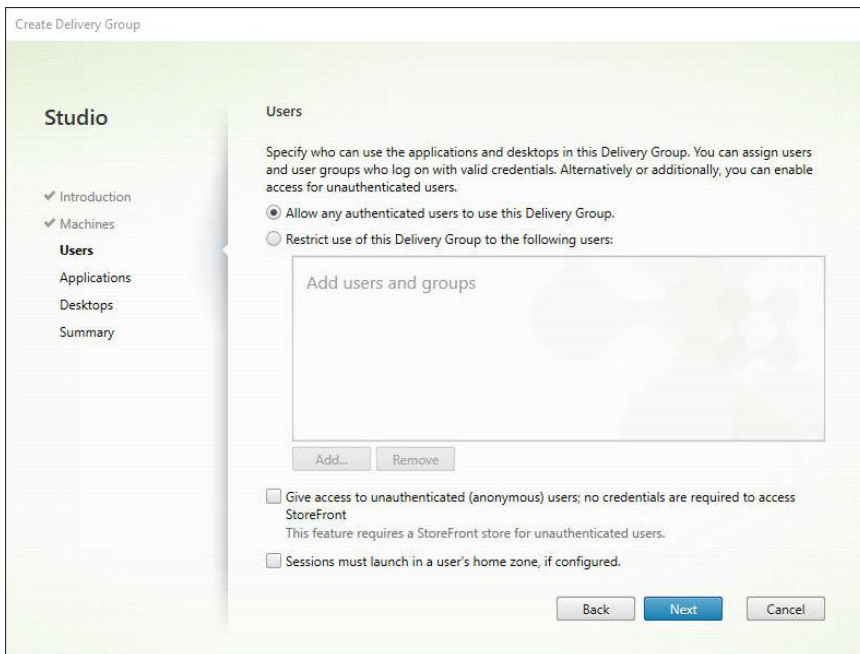 Create Delivery Group
Studio
Introduction
Machines
Users
Applications
Desktops
Summary
Users
Specify who can use the applications and desktops in this Delivery Group. You can assign users
and user groups who log on with valid credentials. Alternatively or additionally, you can enable
access for unauthenticated users.
Allow any authenticated users to use this Delivery Group.
Restrict use of this Delivery Group to the following users:
Add users and groups
Add...
Remove
Give access to unauthenticated (anonymous) users; no credentials are required to access
StoreFront
This feature requires a StoreFront store for unauthenticated users.
Sessions must launch in a user's home zone, if configured.
Back
Next
Cancel